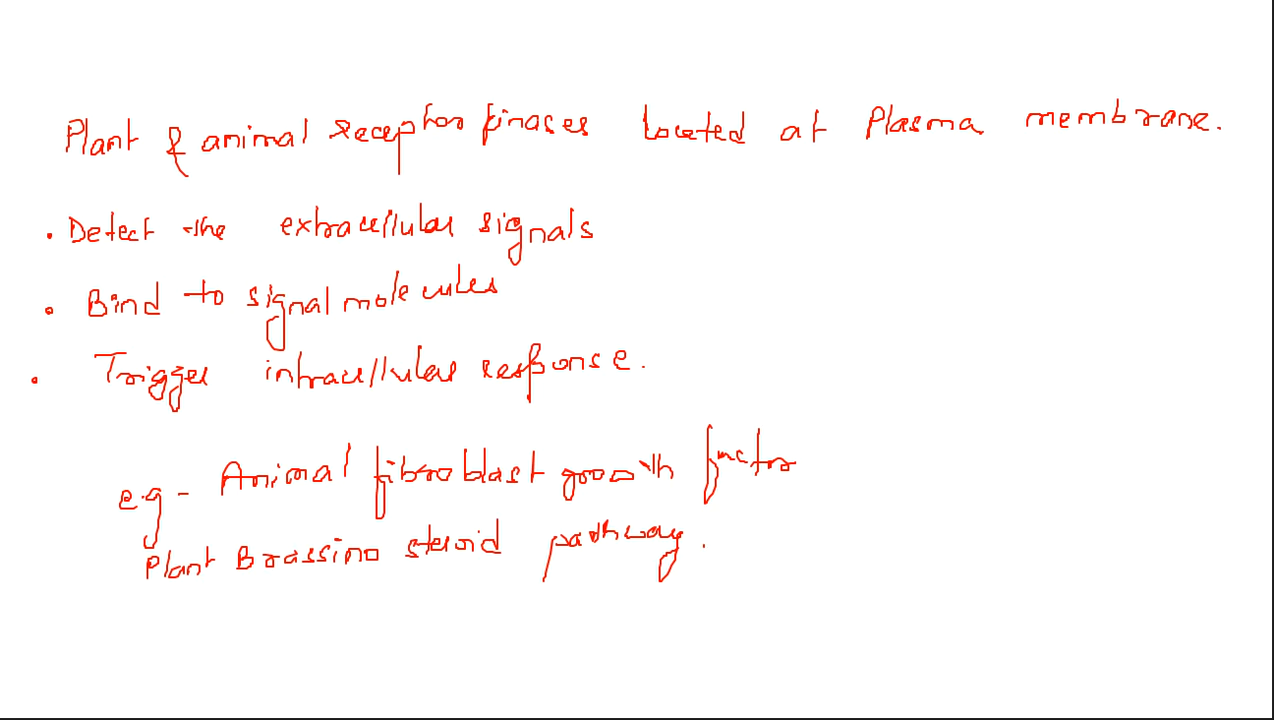 Plant & animal receptor kinases located at Plasma membrane.
• Detect the extracellular signals
• Bind to signal molecules
• Trigger intracellular response.
e.g - Animal fibroblast growth factor
Plant Brassino steroid pathway.